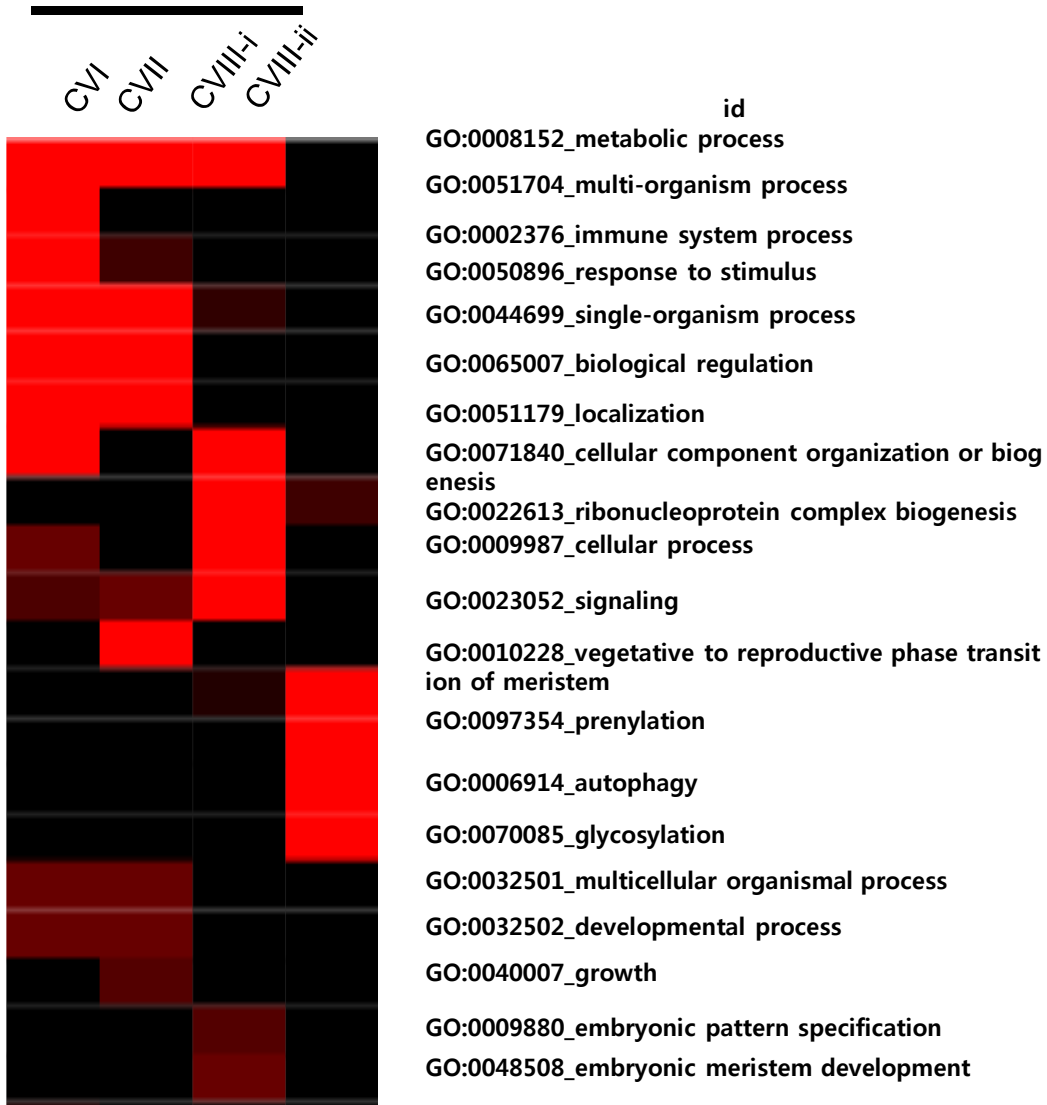 CVI
CVII
CVIII-i
CVIII-ii
id
GO:0008152_metabolic process
GO:0051704_multi-organism process
GO:0002376_immune system process
GO:0050896_response to stimulus
GO:0044699_single-organism process
GO:0065007_biological regulation
GO:0051179_localization
GO:0071840_cellular component organization or biog
enesis
GO:0022613_ribonucleoprotein complex biogenesis
GO:0009987_cellular process
GO:0023052_signaling
GO:0010228_vegetative to reproductive phase transit
ion of meristem
GO:0097354_prenylation
GO:0006914_autophagy
GO:0070085_glycosylation
GO:0032501_multicellular organismal process
GO:0032502_developmental process
GO:0040007_growth
GO:0009880_embryonic pattern specification
GO:0048508_embryonic meristem development